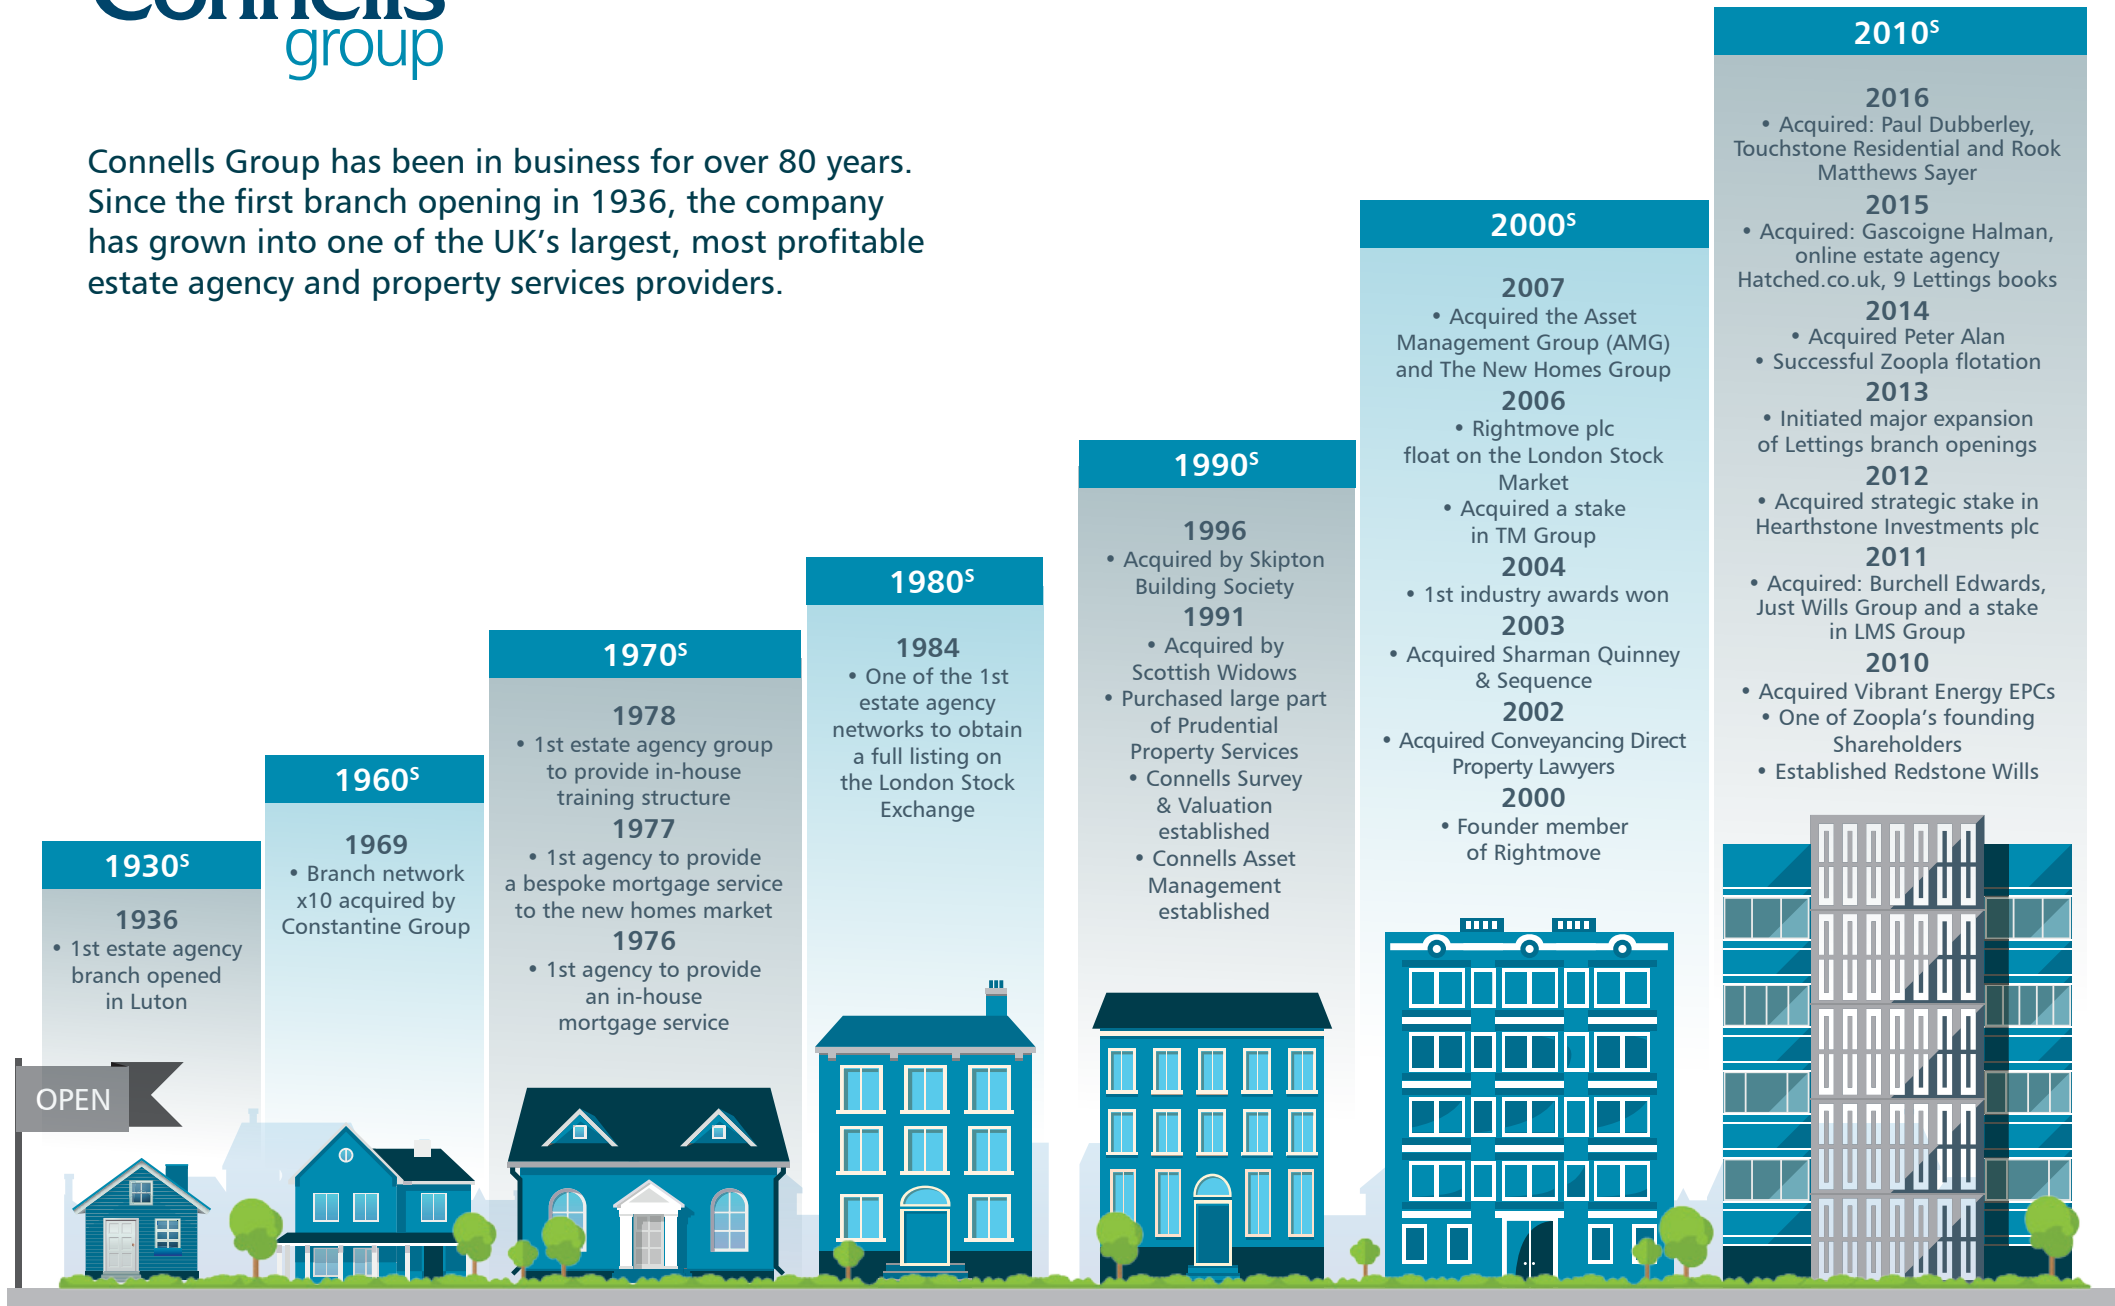 Connells
group
Connells Group has been in business for over 80 years.
Since the first branch opening in 1936, the company
has grown into one of the UK's largest, most profitable
estate agency and property services providers.
1930s
1936
• 1st estate agency
branch opened
in Luton
OPEN
1960s
1969
• Branch network
x10 acquired by
Constantine Group
1970s
1978
• 1st estate agency group
to provide in-house
training structure
1977
• 1st agency to provide
a bespoke mortgage service
to the new homes market
1976
• 1st agency to provide
an in-house
mortgage service
1980s
1984
• One of the 1st
estate agency
networks to obtain
a full listing on
the London Stock
Exchange
1990s
1996
• Acquired by Skipton
Building Society
1991
• Acquired by
Scottish Widows
• Purchased large part
of Prudential
Property Services
• Connells Survey
& Valuation
established
• Connells Asset
Management
established
2000s
2007
• Acquired the Asset
Management Group (AMG)
and The New Homes Group
2006
• Rightmove plc
float on the London Stock
Market
• Acquired a stake
in TM Group
2004
• 1st industry awards won
2003
• Acquired Sharman Quinney
& Sequence
2002
• Acquired Conveyancing Direct
Property Lawyers
2000
• Founder member
of Rightmove
2010s
2016
• Acquired: Paul Dubberley,
Touchstone Residential and Rook
Matthews Sayer
2015
• Acquired: Gascoigne Halman,
online estate agency
Hatched.co.uk, 9 Lettings books
2014
• Acquired Peter Alan
• Successful Zoopla flotation
2013
• Initiated major expansion
of Lettings branch openings
2012
• Acquired strategic stake in
Hearthstone Investments plc
2011
• Acquired: Burchell Edwards,
Just Wills Group and a stake
in LMS Group
2010
• Acquired Vibrant Energy EPCs
• One of Zoopla's founding
Shareholders
• Established Redstone Wills